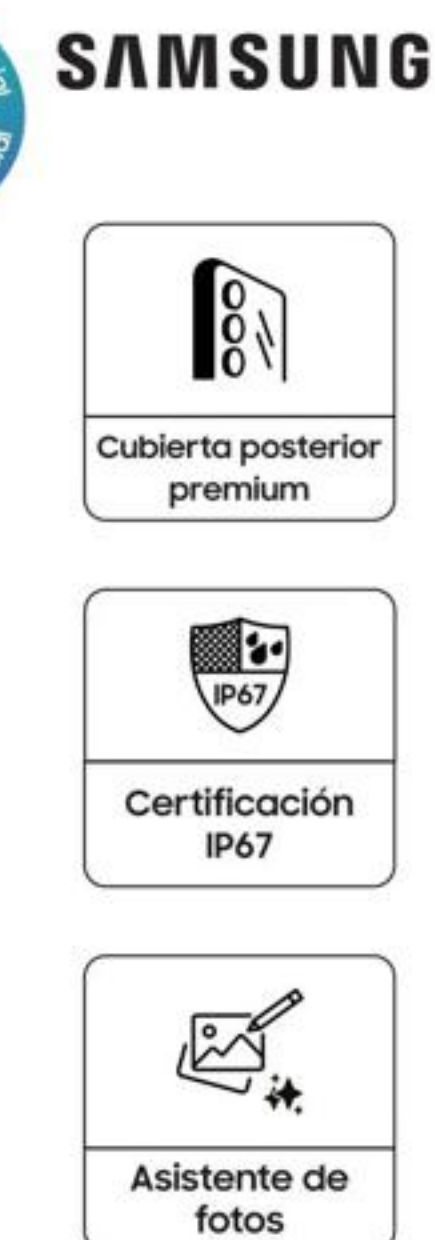 SAMSUNG
Cubierta posterior
premium
IP67
Certificación
IP67
Asistente de
fotos